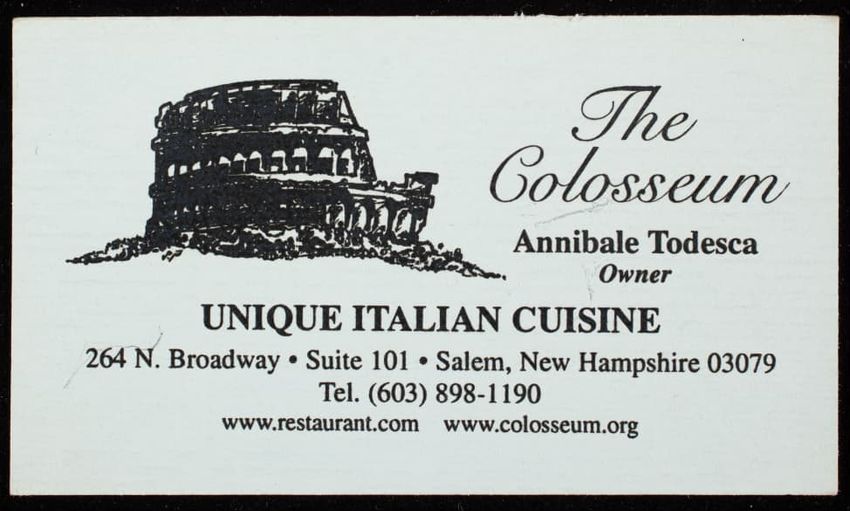 The
Colosseum
Annibale Todesca
Owner
UNIQUE ITALIAN CUISINE
264 N. Broadway • Suite 101 • Salem, New Hampshire 03079
Tel. (603) 898-1190
www.restaurant.com www.colosseum.org